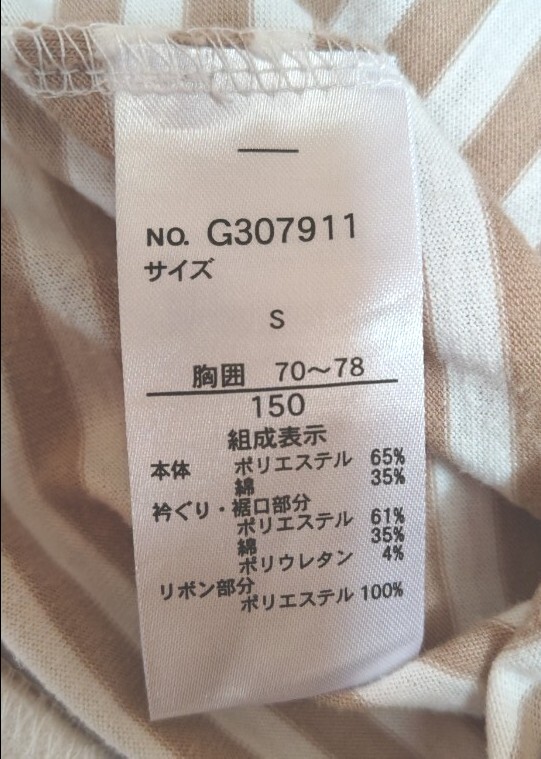 NO. G307911
サイズ
S
胸囲 70〜78
150
組成表示
本体 ポリエステル 65%
綿 35%
衿ぐり・裾口部分
ポリエステル 61%
綿 35%
ポリウレタン 4%
リボン部分
ポリエステル 100%